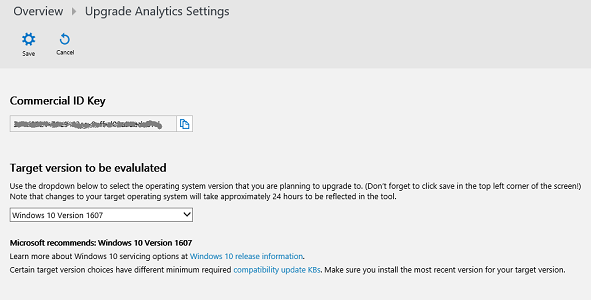 Overview ▸ Upgrade Analytics Settings
Save Cancel
Commercial ID Key
Target version to be evalulated
Use the dropdown below to select the operating system version that you are planning to upgrade to. (Don't forget to click save in the top left corner of the screen!)
Note that changes to your target operating system will take approximately 24 hours to be reflected in the tool.
Windows 10 Version 1607
Microsoft recommends: Windows 10 Version 1607
Learn more about Windows 10 servicing options at Windows 10 release information.
Certain target version choices have different minimum required compatibility update KBs. Make sure you install the most recent version for your target version.